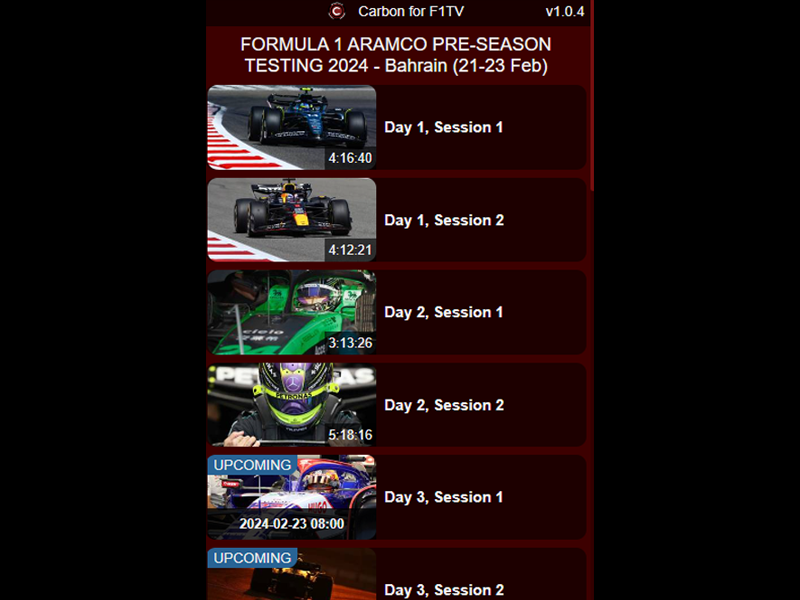 Carbon for F1TV
v1.0.4
FORMULA 1 ARAMCO PRE-SEASON
TESTING 2024 - Bahrain (21-23 Feb)
4:16:40
Day 1, Session 1
4:12:21
Day 1, Session 2
3:13:26
Day 2, Session 1
PETRONAS
5:18:16
Day 2, Session 2
UPCOMING
2024-02-23 08:00
Day 3, Session 1
UPCOMING
Day 3, Session 2